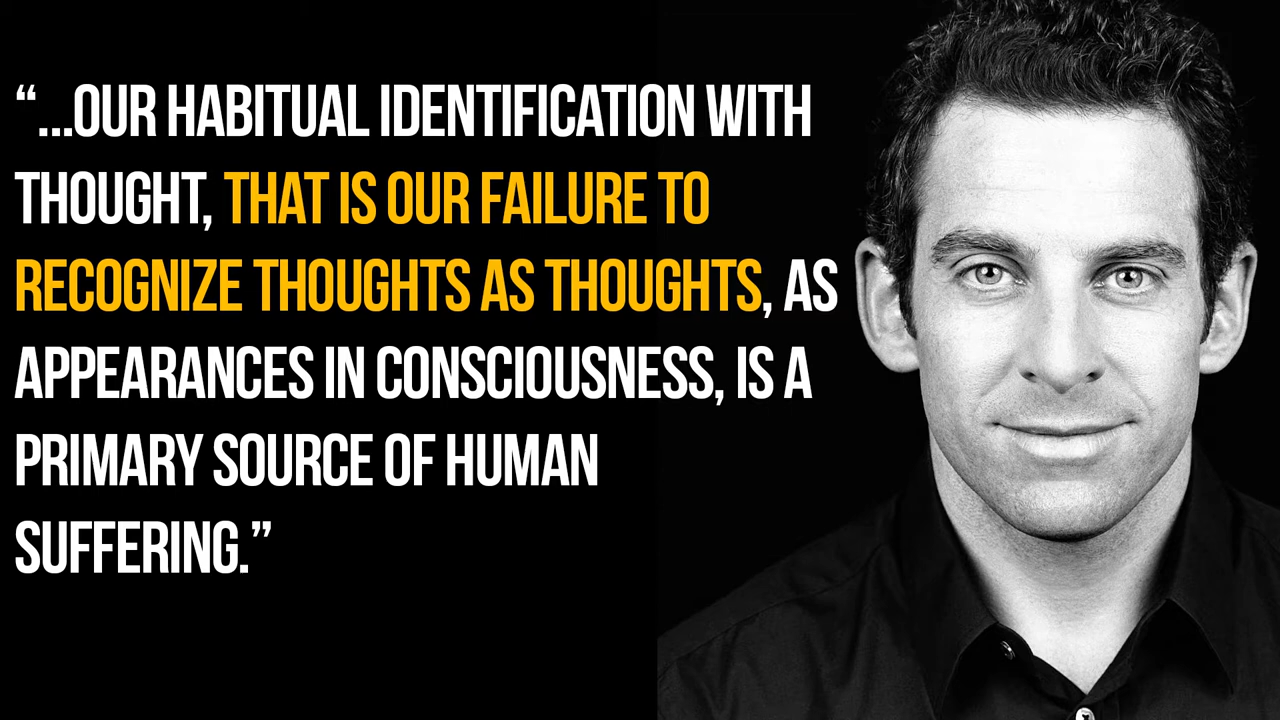 “...OUR HABITUAL IDENTIFICATION WITH
THOUGHT, THAT IS OUR FAILURE TO
RECOGNIZE THOUGHTS AS THOUGHTS, AS
APPEARANCES IN CONSCIOUSNESS, IS A
PRIMARY SOURCE OF HUMAN
SUFFERING.”